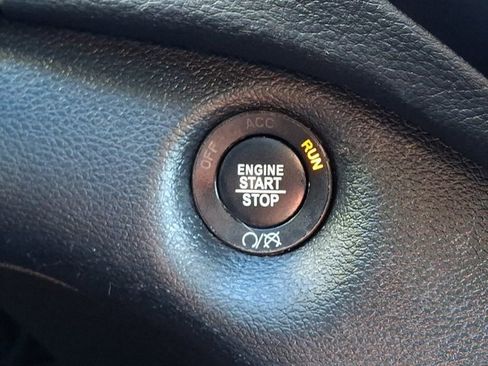 OFF
ACC
RUN
ENGINE
START
STOP